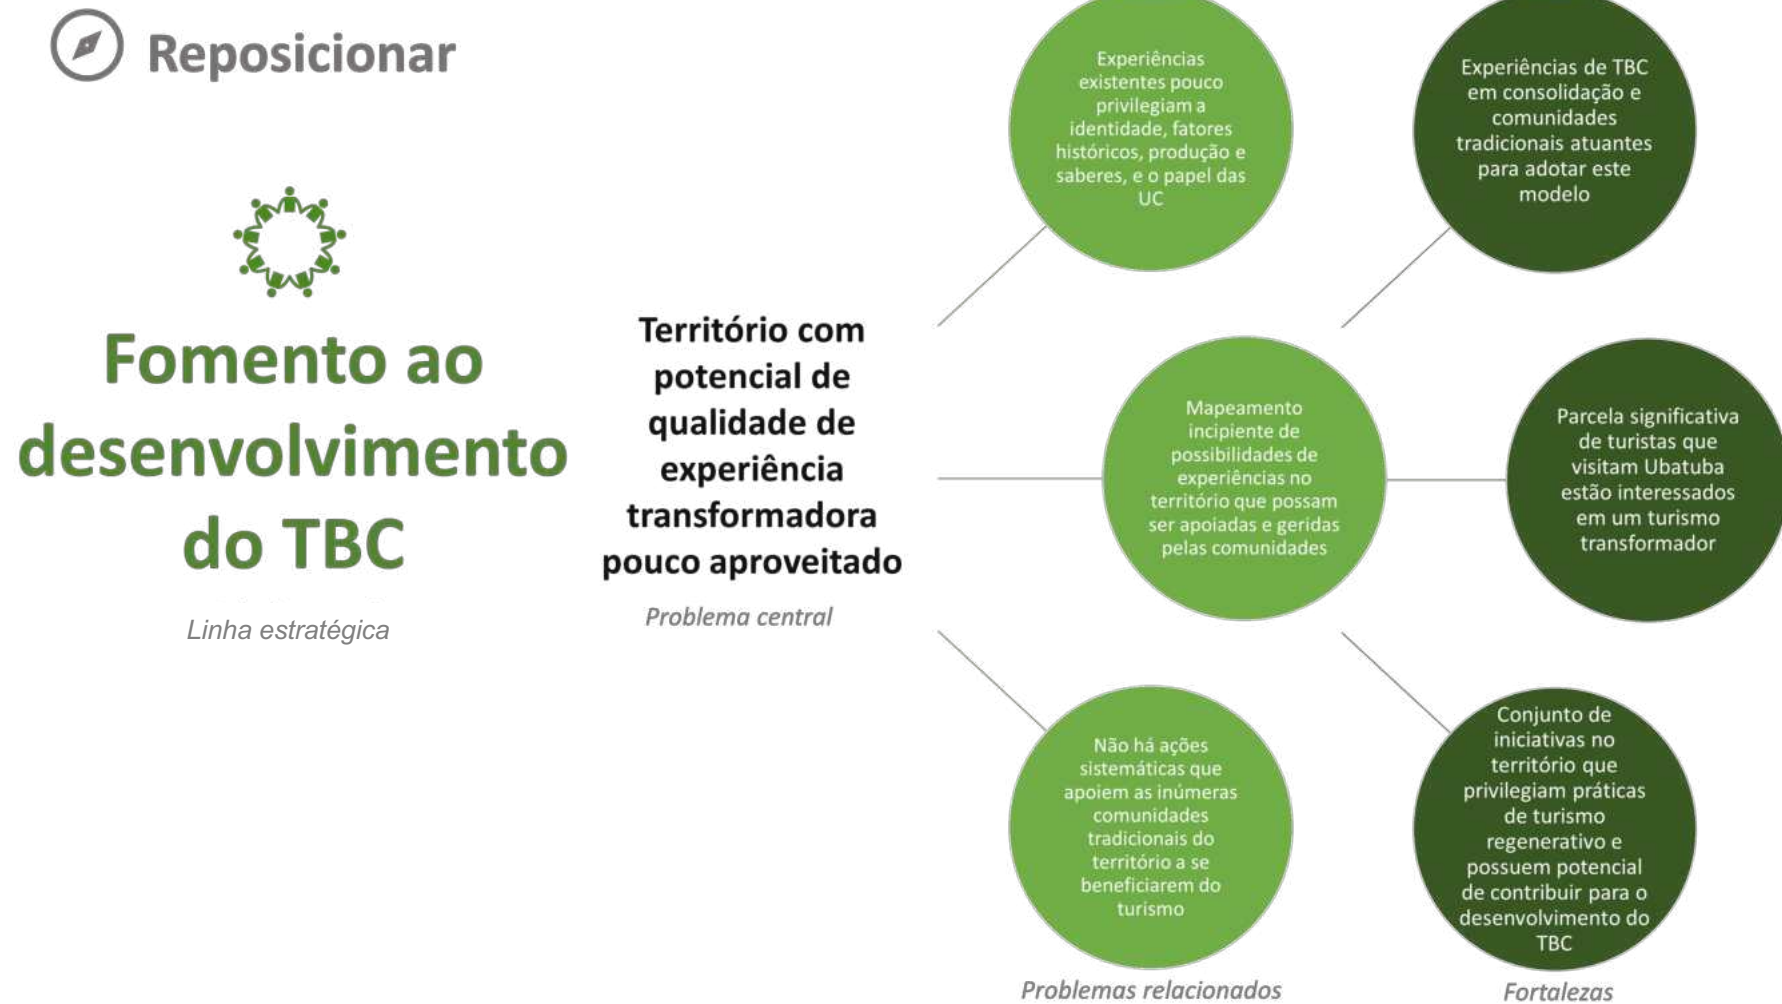 Reposicionar
Fomento ao
desenvolvimento
do TBC
Linha estratégica
Território com
potencial de
qualidade de
experiência
transformadora
pouco aproveitado
Problema central
Experiências
existentes pouco
privilegiam a
identidade, fatores
históricos, produção e
saberes, e o papel das
UC
Mapeamento
incipiente de
possibilidades de
experiências no
território que possam
ser apoiadas e geridas
pelas comunidades
Não há ações
sistemáticas que
apoiem as inúmeras
comunidades
tradicionais do
território a se
beneficiarem do
turismo
Problemas relacionados
Experiências de TBC
em consolidação e
comunidades
tradicionais atuantes
para adotar este
modelo
Parcela significativa
de turistas que
visitam Ubatuba
estão interessados
em um turismo
transformador
Conjunto de
iniciativas no
território que
privilegiam práticas
de turismo
regenerativo e
possuem potencial
de contribuir para o
desenvolvimento do
TBC
Fortalezas